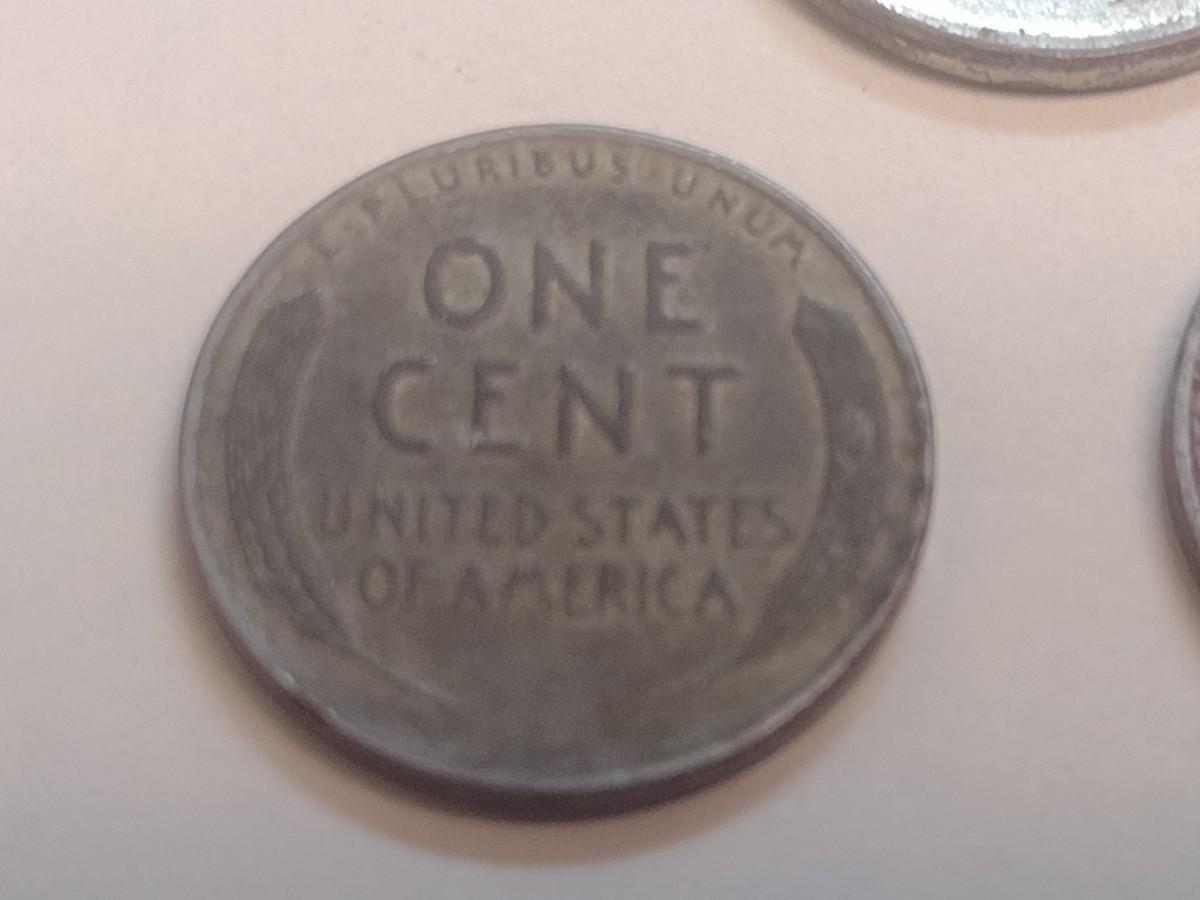 E · PLURIBUS · UNUM
ONE
CENT
UNITED STATES
OF AMERICA